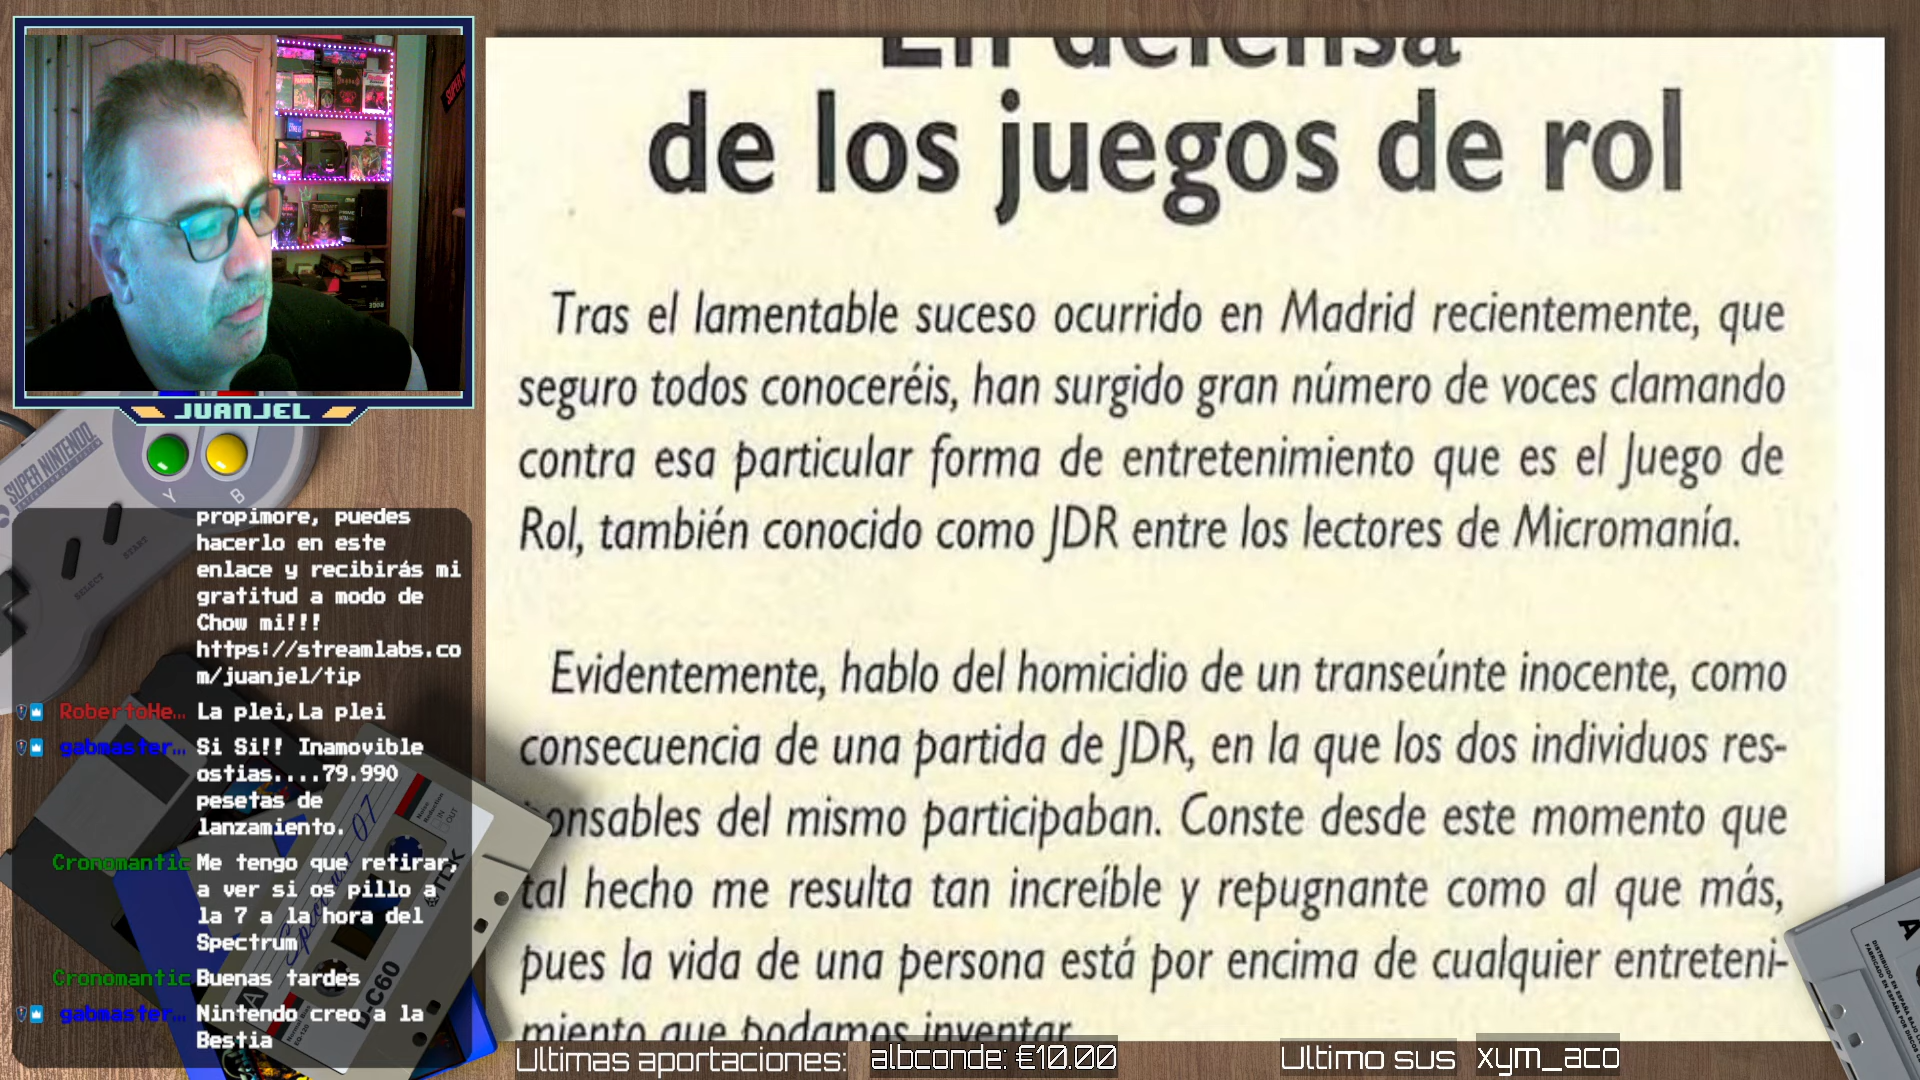 En defensa
de los juegos de rol
Tras el lamentable suceso ocurrido en Madrid recientemente, que
seguro todos conoceréis, han surgido gran número de voces clamando
contra esa particular forma de entretenimiento que es el Juego de
Rol, también conocido como JDR entre los lectores de Micromanía.
Evidentemente, hablo del homicidio de un transeúnte inocente, como
consecuencia de una partida de JDR, en la que los dos individuos res-
ponsables del mismo participaban. Conste desde este momento que
tal hecho me resulta tan increíble y repugnante como al que más,
pues la vida de una persona está por encima de cualquier entreteni-
miento que podamos inventar.
JUANJEL
SUPER NINTENDO
Y B
SELECT START
propimore, puedes
hacerlo en este
enlace y recibirás mi
gratitud a modo de
Chow mi!!!
https://streamlabs.co
m/juanjel/tip
RobertoHe… La plei,La plei
gabmaster… Si Si!! Inamovible
ostias....79.990
pesetas de
lanzamiento.
Cronomantic Me tengo que retirar,
a ver si os pillo a
la 7 a la hora del
Spectrum
Cronomantic Buenas tardes
gabmaster… Nintendo creo a la
Bestia
07
IN
OUT
A
D-C60
A
Ultimas aportaciones: albconde: €10.00
Ultimo sus xym_aco